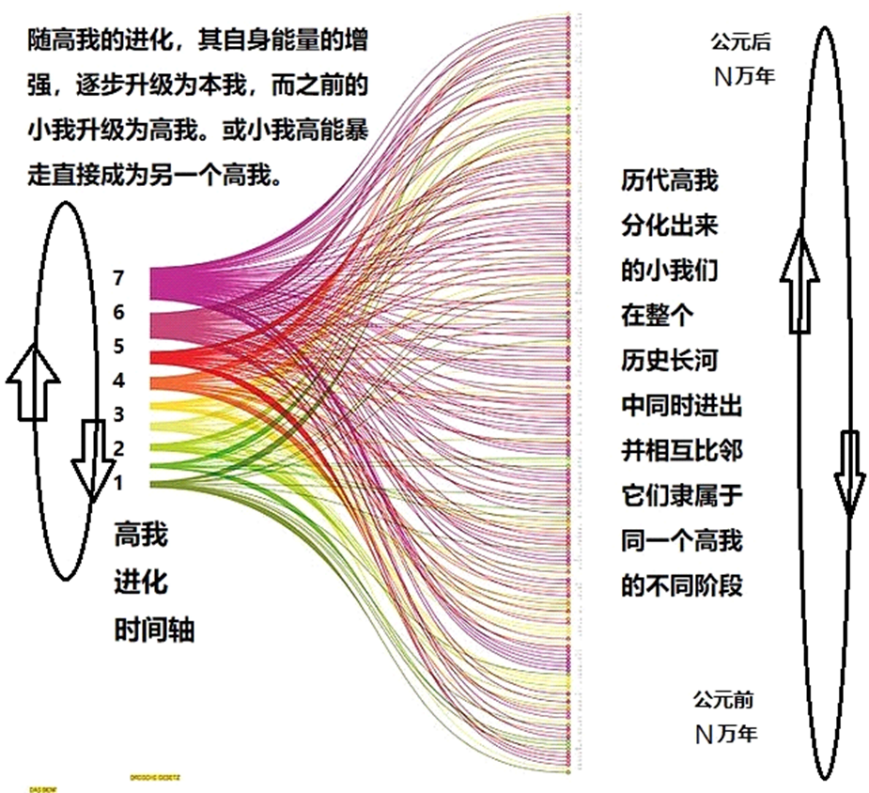 随高我的进化，其自身能量的增
强，逐步升级为本我，而之前的
小我升级为高我。或小我高能暴
走直接成为另一个高我。
7
6
5
4
3
2
1
高我
进化
时间轴
公元后
N万年
历代高我
分化出来
的小我们
在整个
历史长河
中同时进出
并相互比邻
它们隶属于
同一个高我
的不同阶段
公元前
N万年